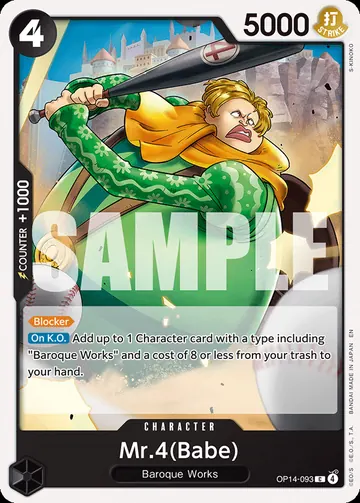 4
5000
打
STRIKE
S-KINOKO
COUNTER +1000
SAMPLE
Blocker
On K.O. Add up to 1 Character card with a type including
"Baroque Works" and a cost of 8 or less from your trash to
your hand.
CHARACTER
Mr.4(Babe)
Baroque Works
OP14-093 C 4
©E.O./S. ©E.O./S., T.A. BANDAI MADE IN JAPAN EN